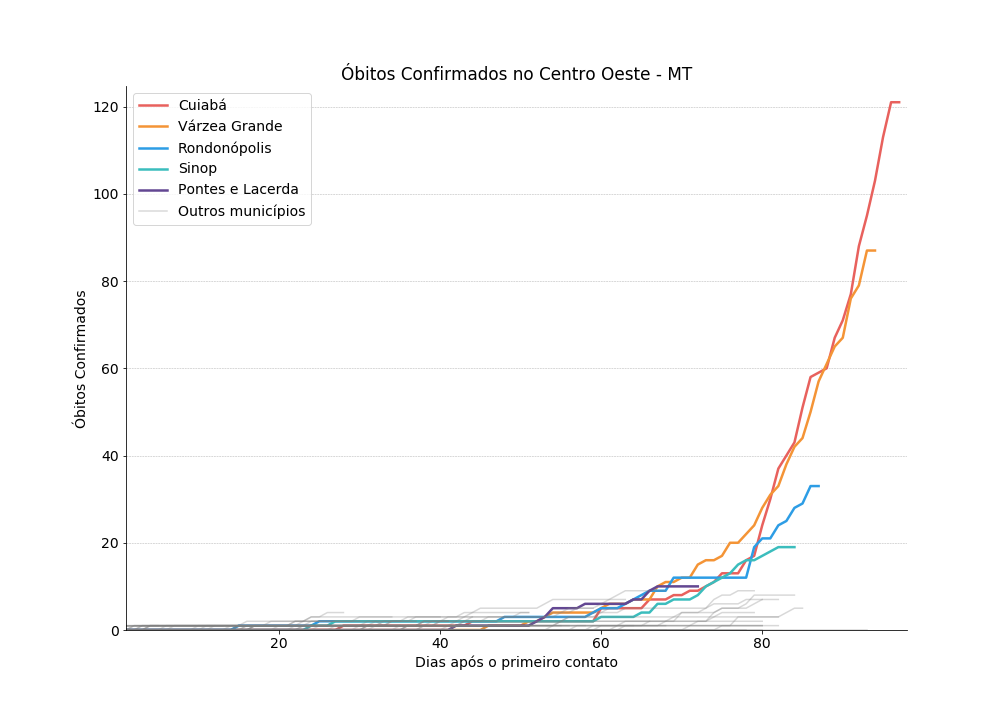 Óbitos Confirmados no Centro Oeste - MT
Cuiabá
Várzea Grande
Rondonópolis
Sinop
Pontes e Lacerda
Outros municípios
Óbitos Confirmados
120
100
80
60
40
20
0
20 40 60 80
Dias após o primeiro contato